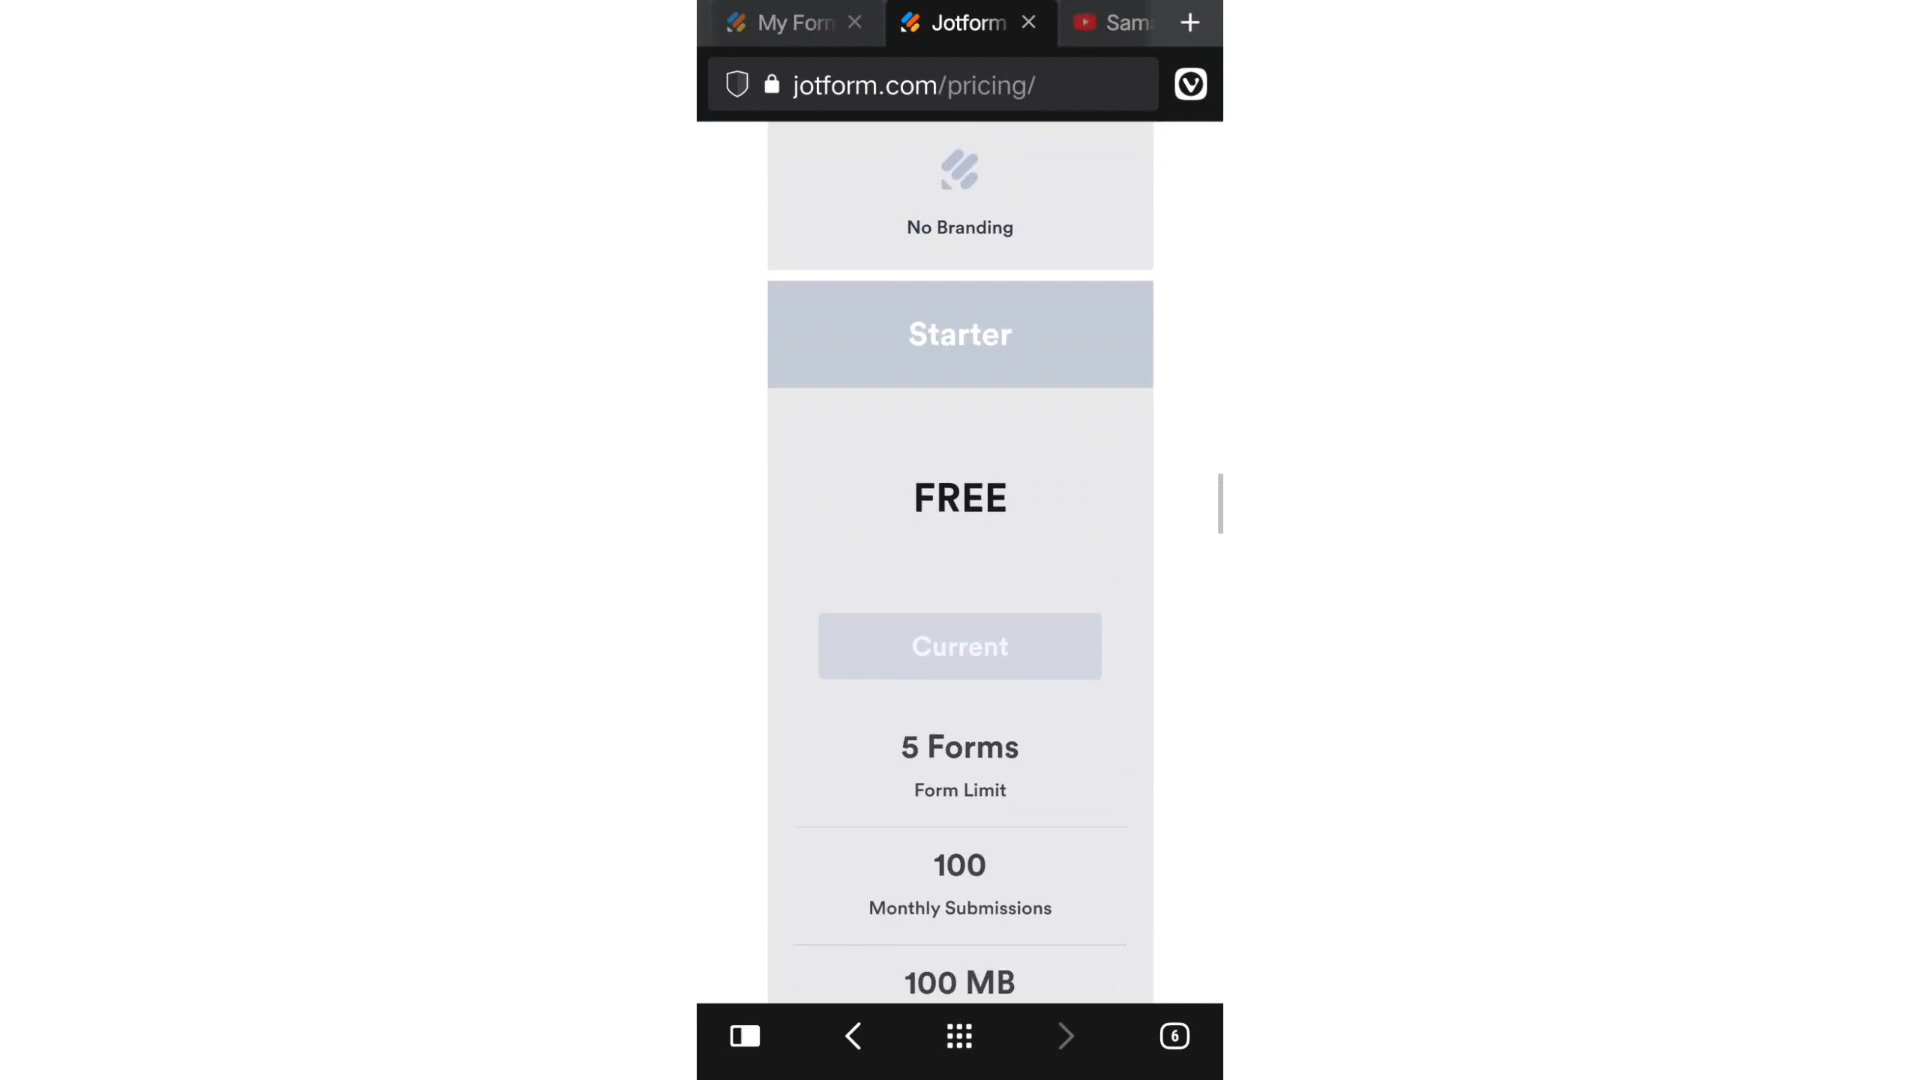 My Form
Jotform
Sam
jotform.com/pricing/
No Branding
Starter
FREE
Current
5 Forms
Form Limit
100
Monthly Submissions
100 MB
6